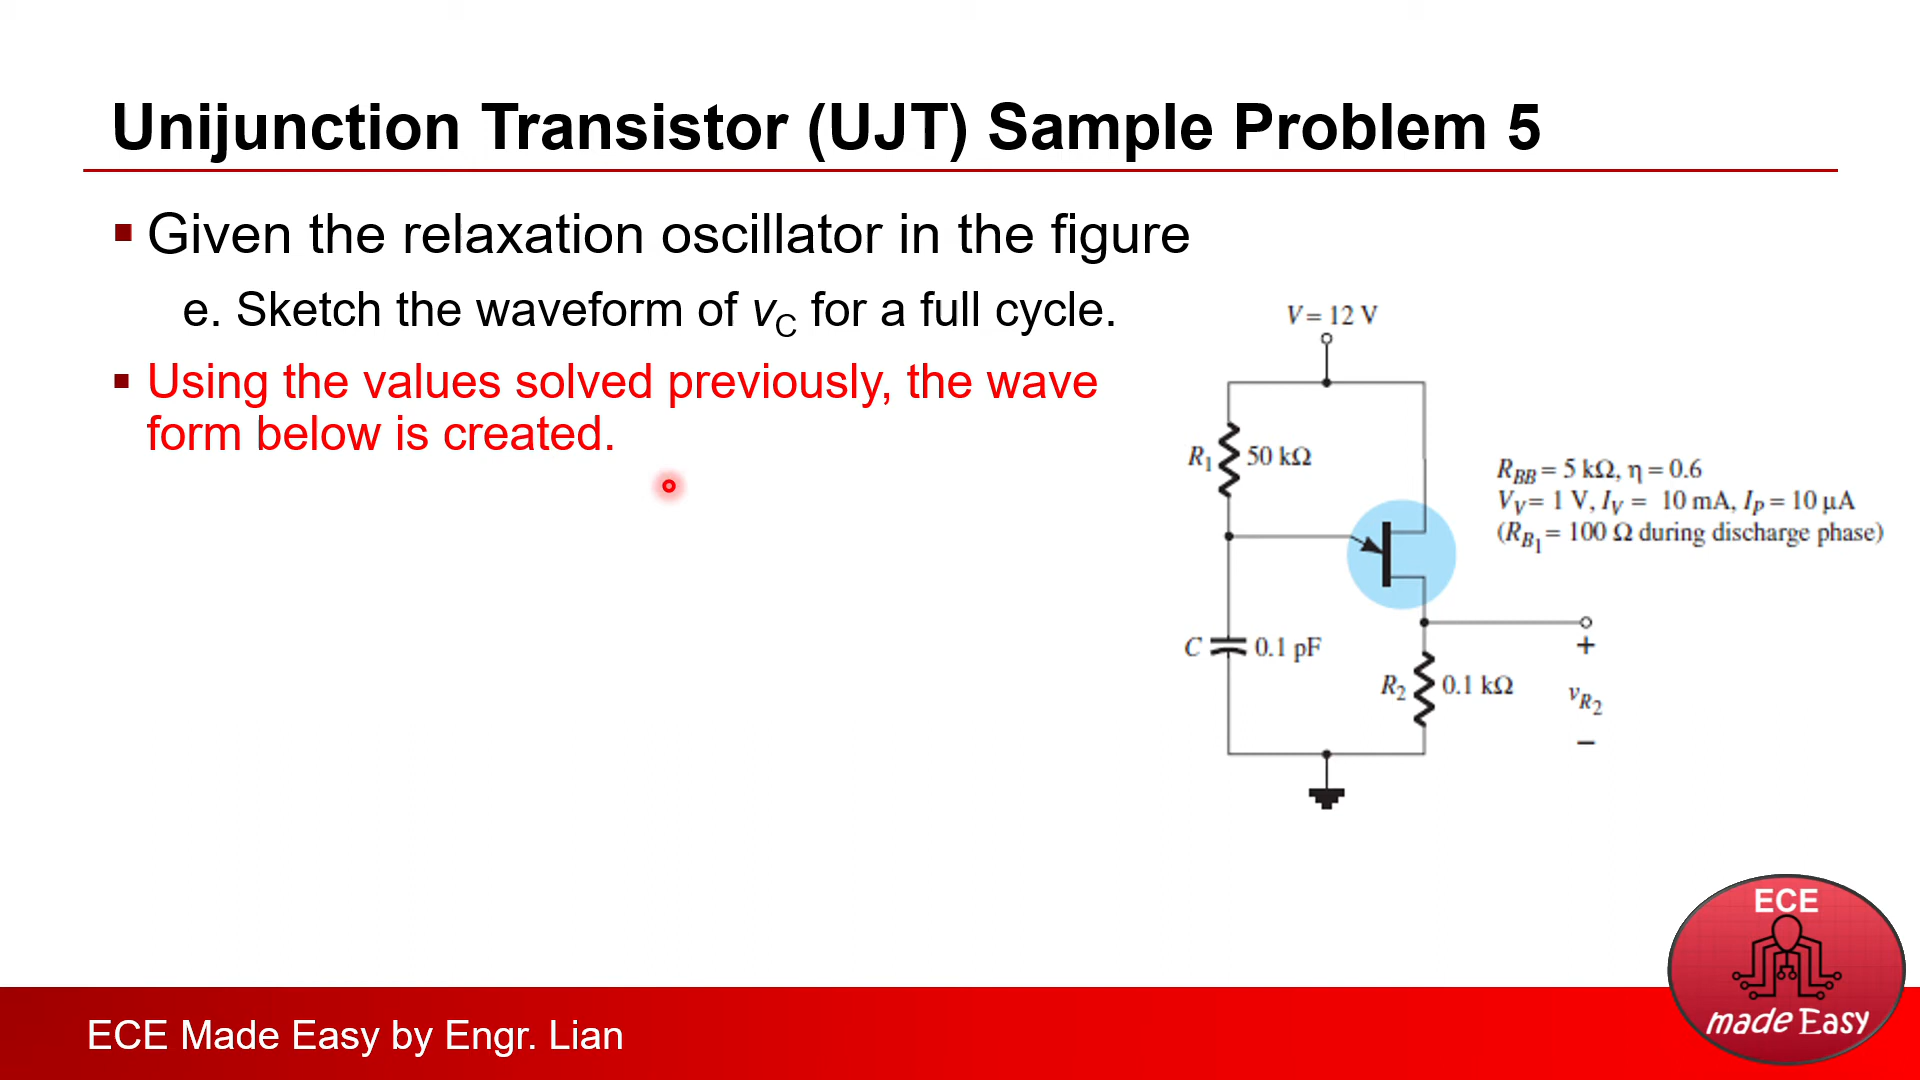 Unijunction Transistor (UJT) Sample Problem 5
Given the relaxation oscillator in the figure
e. Sketch the waveform of vC for a full cycle.
Using the values solved previously, the wave
form below is created.
V = 12 V
R1 50 kΩ
RBB = 5 kΩ, η = 0.6
VV = 1 V, IV = 10 mA, IP = 10 μA
(RB1 = 100 Ω during discharge phase)
C 0.1 pF
+
R2 0.1 kΩ
vR2
−
ECE
made Easy
ECE Made Easy by Engr. Lian